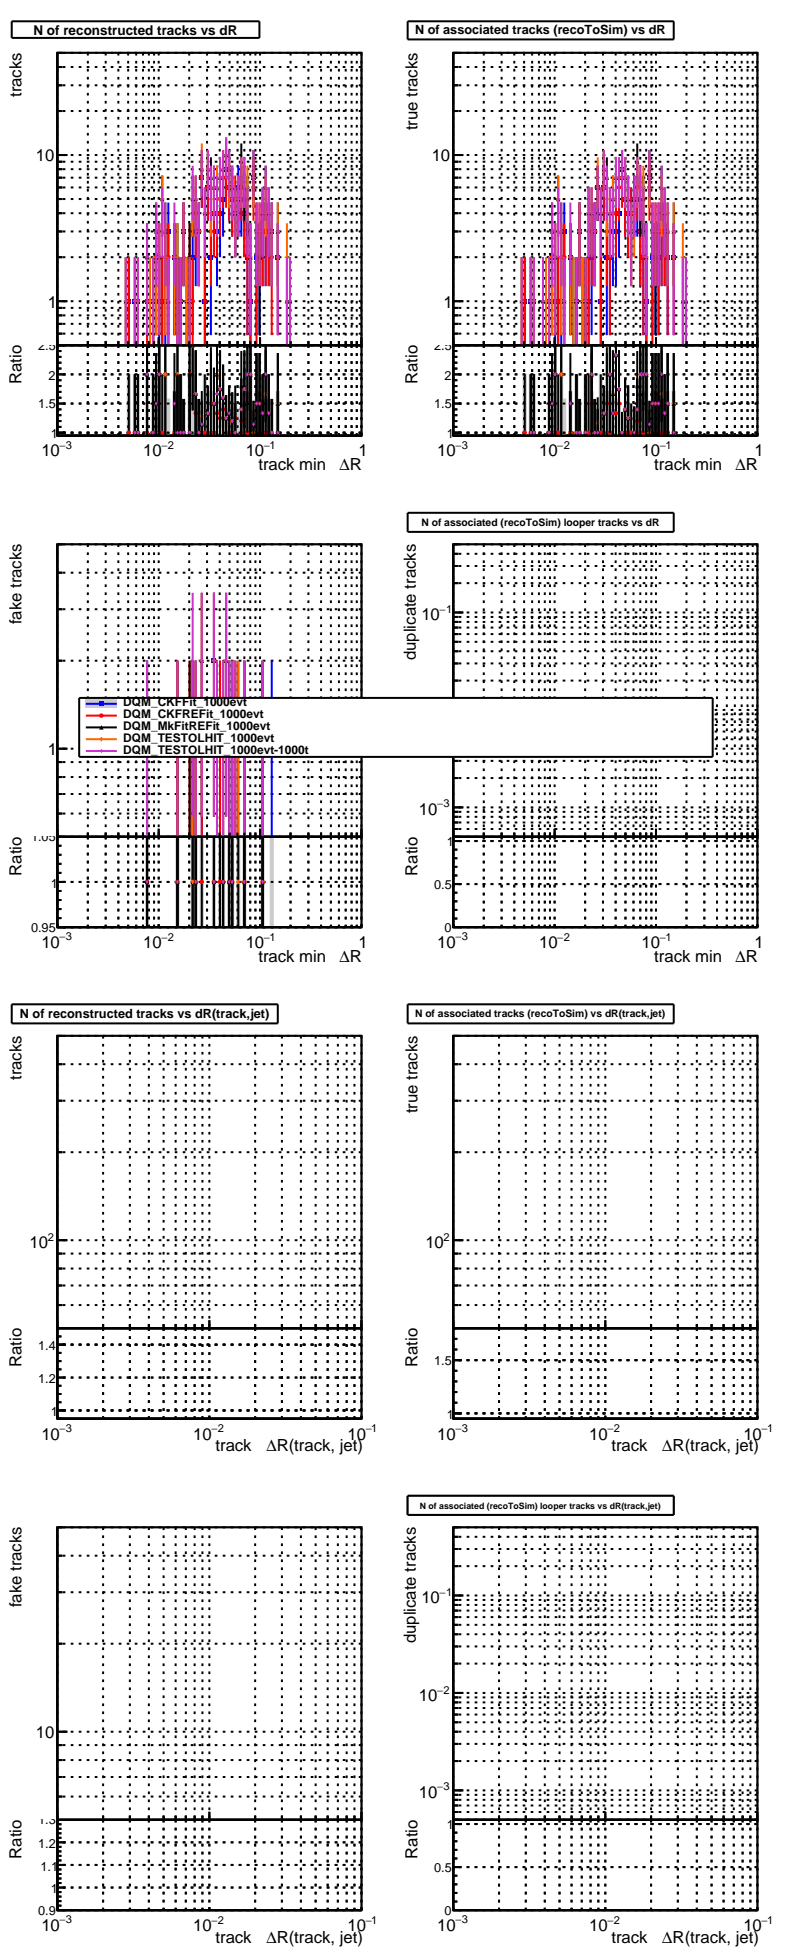 N of reconstructed tracks vs dR
tracks
10
1
Ratio
2.5
2
1.5
1
10−3 10−2 10−1 1
track min ΔR
N of associated tracks (recoToSim) vs dR
true tracks
10
1
Ratio
2.5
2
1.5
1
10−3 10−2 10−1 1
track min ΔR
fake tracks
1
Ratio
1.05
1
0.95
10−3 10−2 10−1 1
track min ΔR
N of associated (recoToSim) looper tracks vs dR
duplicate tracks
10−1
10−3
Ratio
1
0.5
0
10−3 10−2 10−1 1
track min ΔR
DQM_CKFFit_1000evt
DQM_CKFREFit_1000evt
DQM_MkFitREFit_1000evt
DQM_TESTOLHIT_1000evt
DQM_TESTOLHIT_1000evt-1000t
N of reconstructed tracks vs dR(track,jet)
tracks
102
Ratio
1.4
1.2
1
10−3 10−2 10−1
track ΔR(track, jet)
N of associated tracks (recoToSim) vs dR(track,jet)
true tracks
102
Ratio
1.5
1
10−3 10−2 10−1
track ΔR(track, jet)
fake tracks
10
Ratio
1.3
1.2
1.1
1
0.9
10−3 10−2 10−1
track ΔR(track, jet)
N of associated (recoToSim) looper tracks vs dR(track,jet)
duplicate tracks
10−1
10−2
10−3
Ratio
1
0.5
0
10−3 10−2 10−1
track ΔR(track, jet)